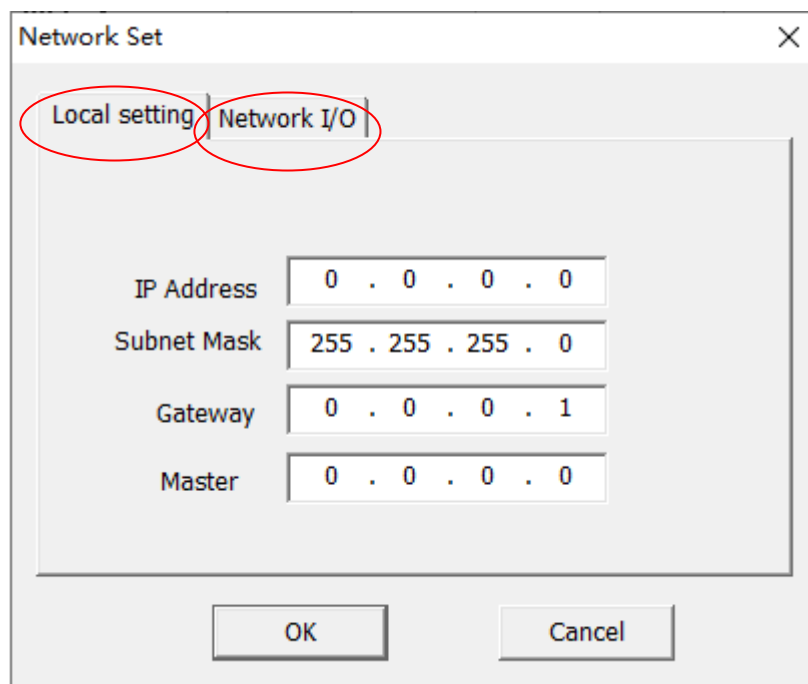 Network Set
Local setting Network I/O
IP Address 0 . 0 . 0 . 0
Subnet Mask 255 . 255 . 255 . 0
Gateway 0 . 0 . 0 . 1
Master 0 . 0 . 0 . 0
OK Cancel